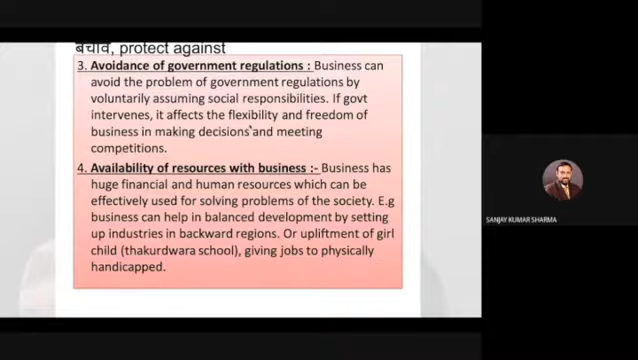 बचाव, protect against
3. Avoidance of government regulations : Business can
avoid the problem of government regulations by
voluntarily assuming social responsibilities. If govt
intervenes, it affects the flexibility and freedom of
business in making decisions and meeting
competitions.
4. Availability of resources with business :- Business has
huge financial and human resources which can be
effectively used for solving problems of the society. E.g
business can help in balanced development by setting
up industries in backward regions. Or upliftment of girl
child (thakurdwara school), giving jobs to physically
handicapped.
SANJAY KUMAR SHARMA